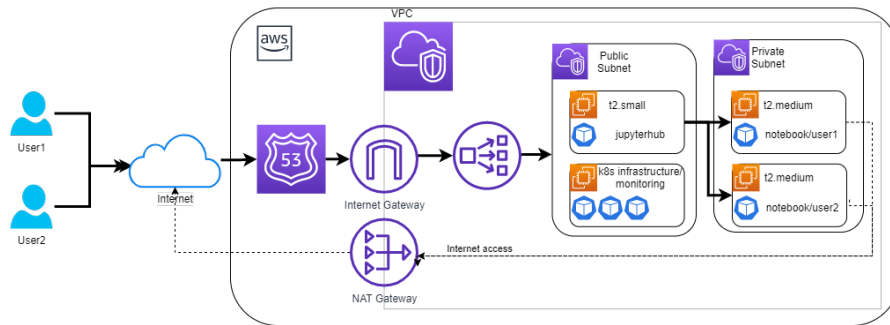 VPC
aws
Public
Subnet
Private
Subnet
t2.small
jupyterhub
t2.medium
notebook/user1
User1
53
Internet
Internet Gateway
k8s infrastructure/
monitoring
t2.medium
notebook/user2
User2
Internet access
NAT Gateway